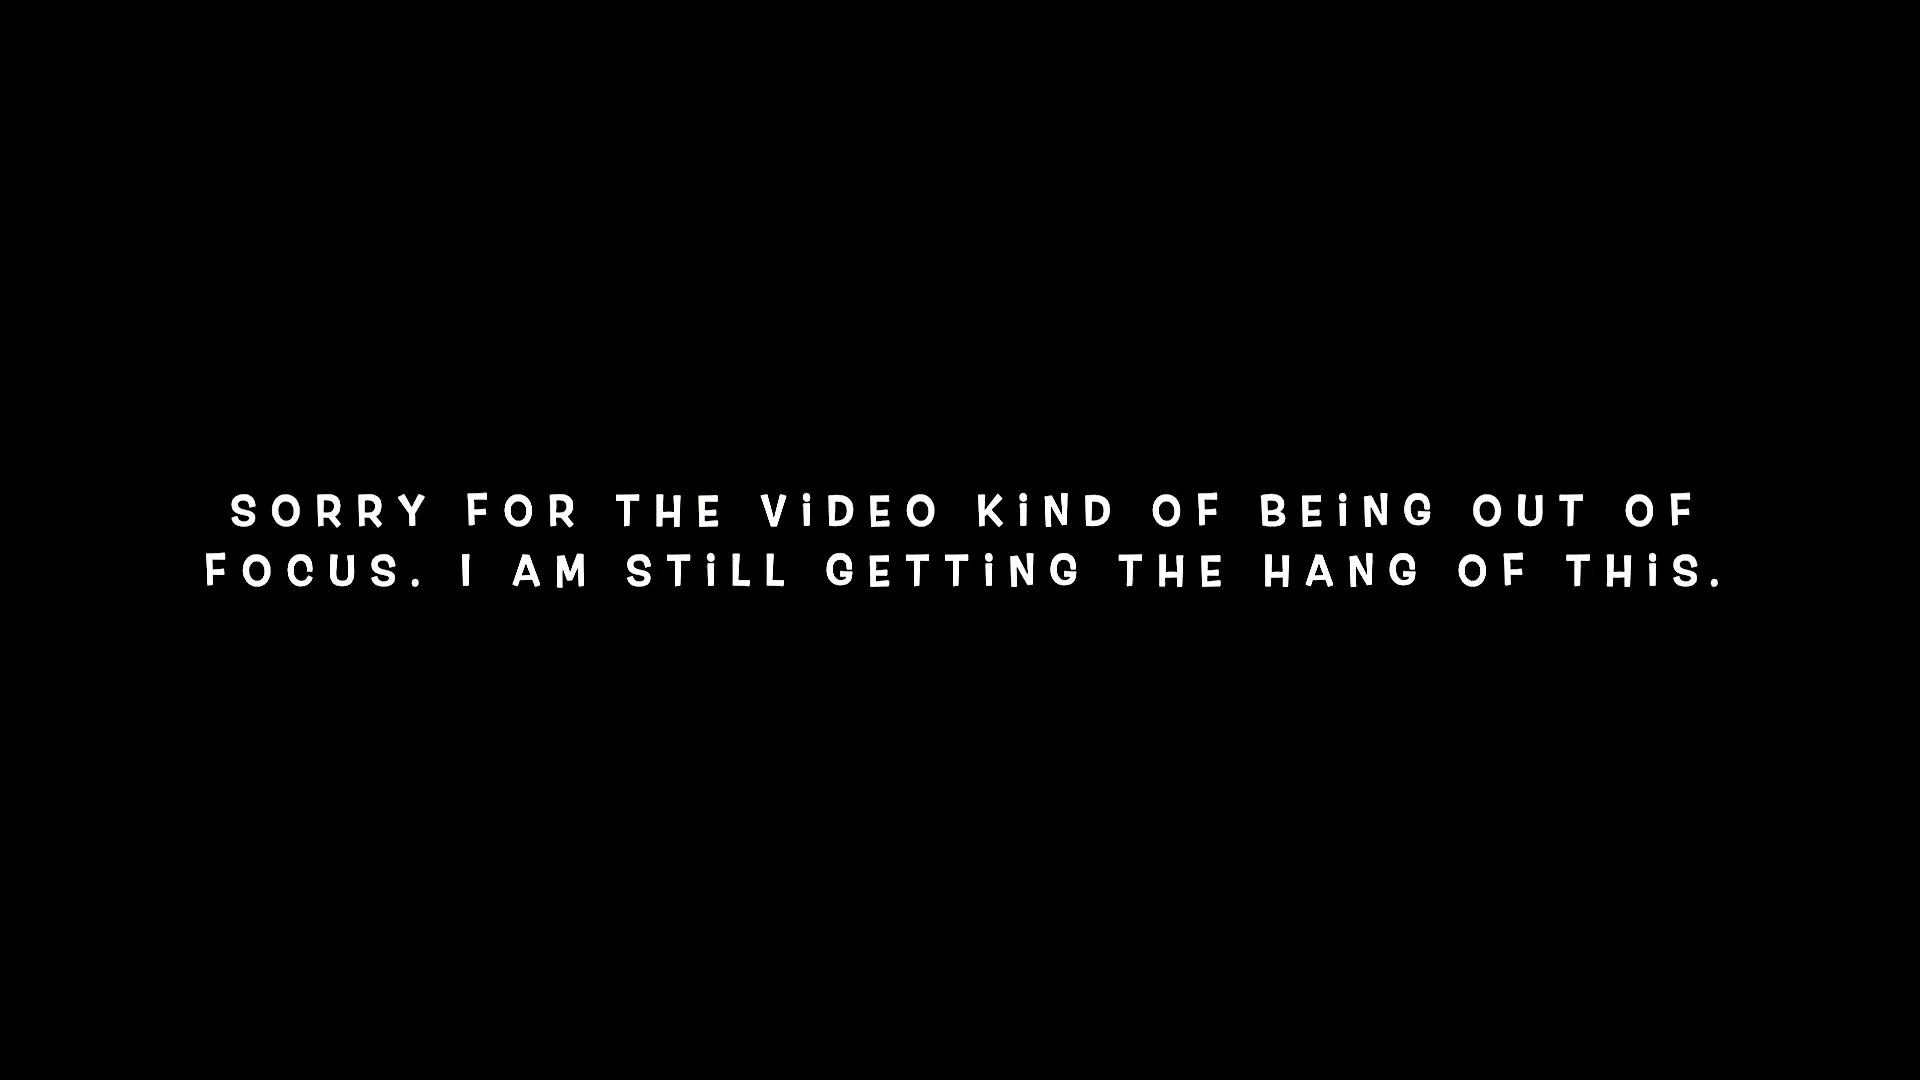 SORRY FOR THE ViDEO KiND OF BEiNG OUT OF
FOCUS. I AM STiLL GETTiNG THE HANG OF THiS.